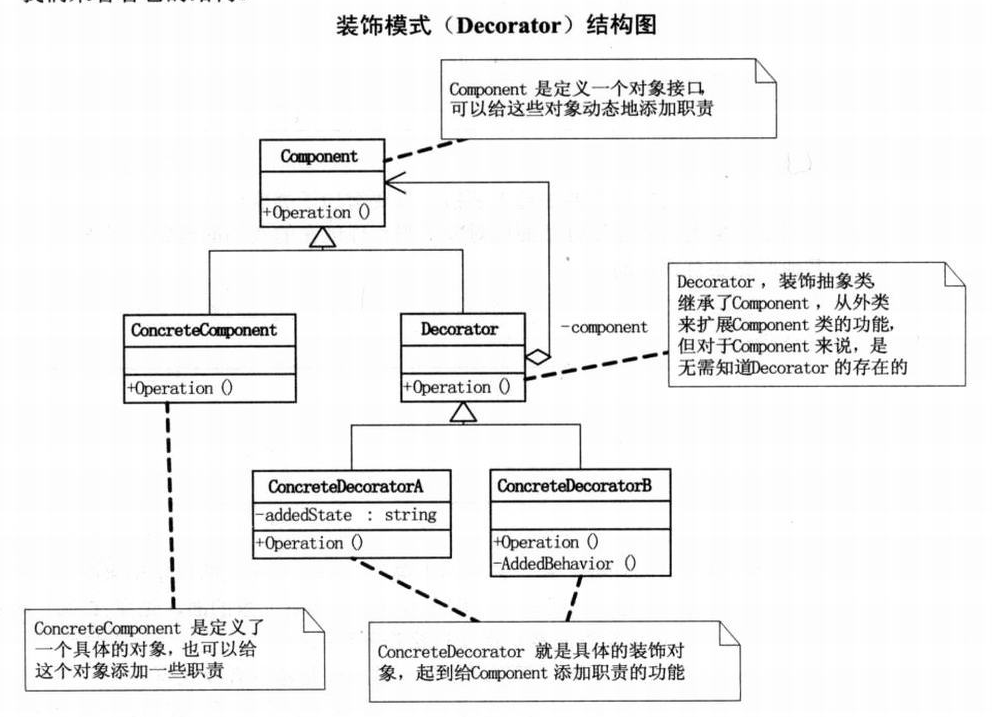 装饰模式（Decorator）结构图
Component 是定义一个对象接口，
可以给这些对象动态地添加职责
Component
+Operation ()
Decorator ，装饰抽象类，
继承了Component ，从外类
来扩展Component 类的功能，
但对于Component 来说，是
无需知道Decorator 的存在的
ConcreteComponent
+Operation ()
Decorator
+Operation ()
-component
ConcreteDecoratorA
-addedState : string
+Operation ()
ConcreteDecoratorB
+Operation ()
-AddedBehavior ()
ConcreteComponent 是定义了
一个具体的对象，也可以给
这个对象添加一些职责
ConcreteDecorator 就是具体的装饰对
象，起到给Component 添加职责的功能